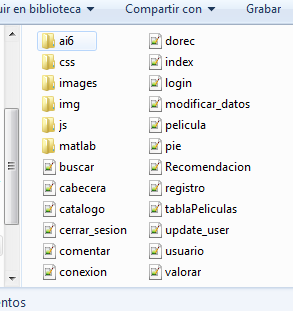 uir en biblioteca
Compartir con
Grabar
ai6
css
images
img
js
matlab
buscar
cabecera
catalogo
cerrar_sesion
comentar
conexion
dorec
index
login
modificar_datos
pelicula
pie
Recomendacion
registro
tablaPeliculas
update_user
usuario
valorar
entos